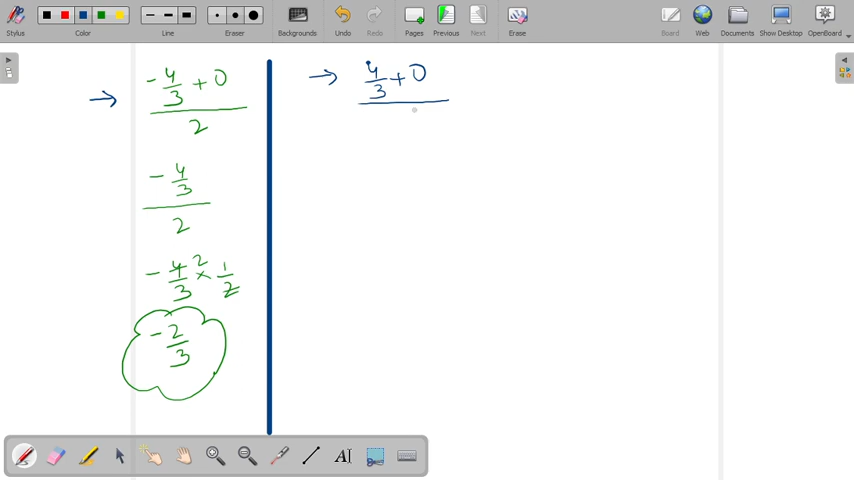 Stylus Color Line Eraser Backgrounds Undo Redo Pages Previous Next Erase Board Web Documents Show Desktop OpenBoard
→ (-4/3 + 0)/2
(-4/3)/2
-4/3 2 × 1/2
-2/3
→ 4/3 + 0